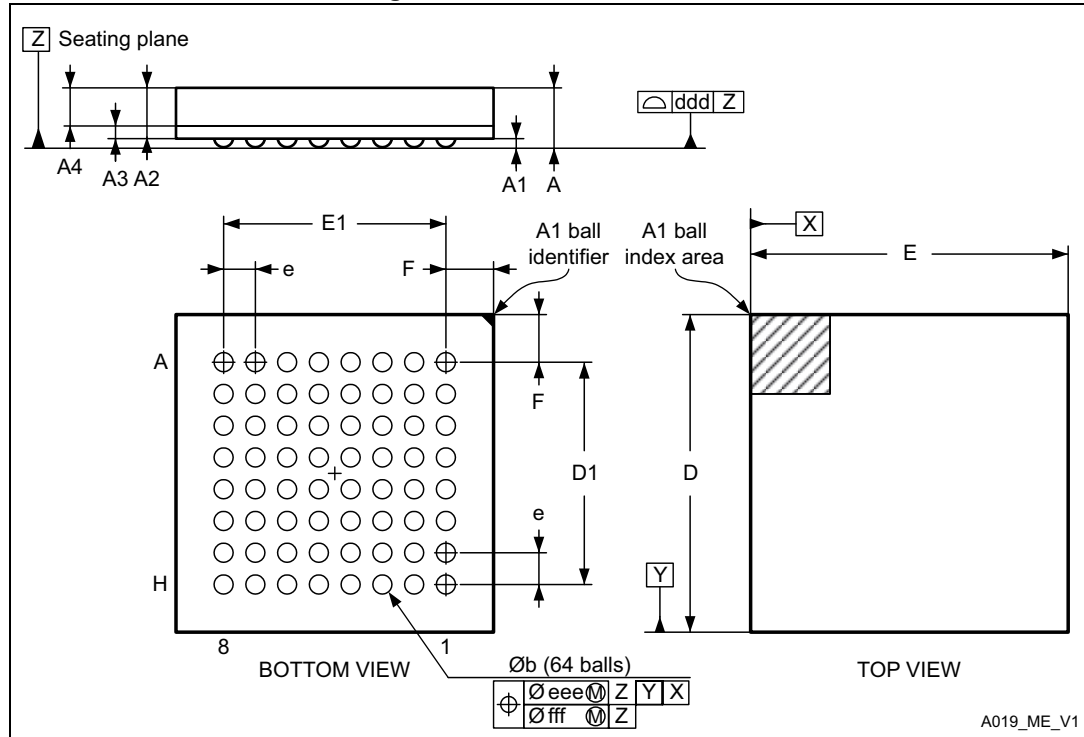 Z Seating plane
ddd Z
A4
A3 A2
A1
A
E1
e
F
A1 ball
identifier
A1 ball
index area
X
E
A
F
D1
D
e
H
Y
8
1
BOTTOM VIEW
Øb (64 balls)
TOP VIEW
Ø eee Ⓜ Z Y X
Ø fff Ⓜ Z
A019_ME_V1